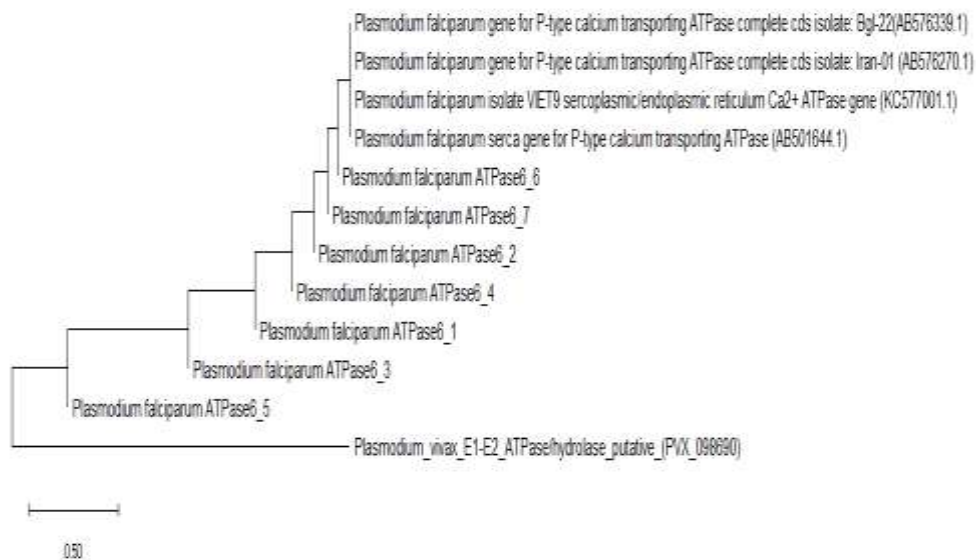 Plasmodium falciparum gene for P-type calcium transporting ATPase complete cds isolate: Bgl-22(AB576339.1)
Plasmodium falciparum gene for P-type calcium transporting ATPase complete cds isolate: Iran-01 (AB576270.1)
Plasmodium falciparum isolate VIET9 sercoplasmic/endoplasmic reticulum Ca2+ ATPase gene (KC577001.1)
Plasmodium falciparum serca gene for P-type calcium transporting ATPase (AB501644.1)
Plasmodium falciparum ATPase6_6
Plasmodium falciparum ATPase6_7
Plasmodium falciparum ATPase6_2
Plasmodium falciparum ATPase6_4
Plasmodium falciparum ATPase6_1
Plasmodium falciparum ATPase6_3
Plasmodium falciparum ATPase6_5
Plasmodium_vivax_E1-E2_ATPase/hydrolase_putative_(PVX_098690)
0.50